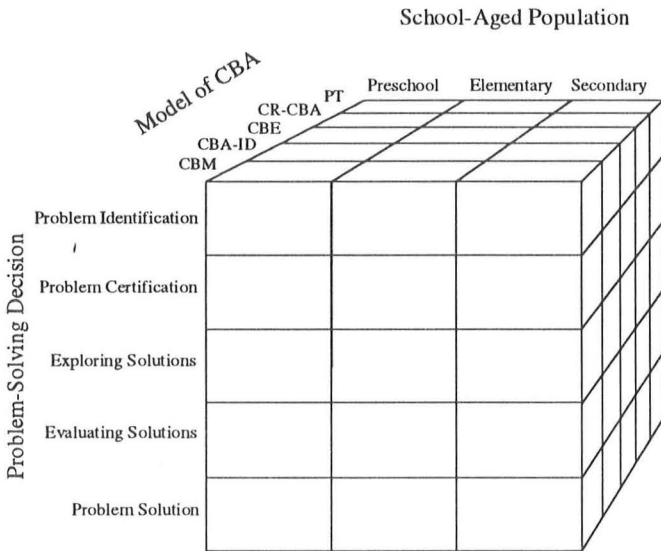 School-Aged Population
Model of CBA
Preschool Elementary Secondary
PT
CR-CBA
CBE
CBA-ID
CBM
Problem-Solving Decision
Problem Identification
Problem Certification
Exploring Solutions
Evaluating Solutions
Problem Solution